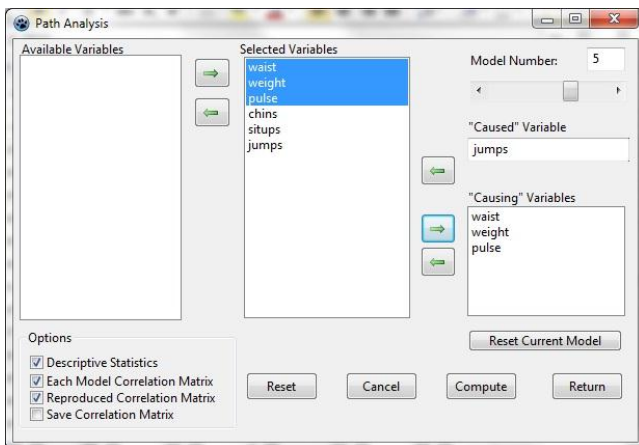 Path Analysis
Available Variables
Selected Variables
waist
weight
pulse
chins
situps
jumps
Model Number:
5
"Caused" Variable
jumps
"Causing" Variables
waist
weight
pulse
Reset Current Model
Options
Descriptive Statistics
Each Model Correlation Matrix
Reproduced Correlation Matrix
Save Correlation Matrix
Reset
Cancel
Compute
Return